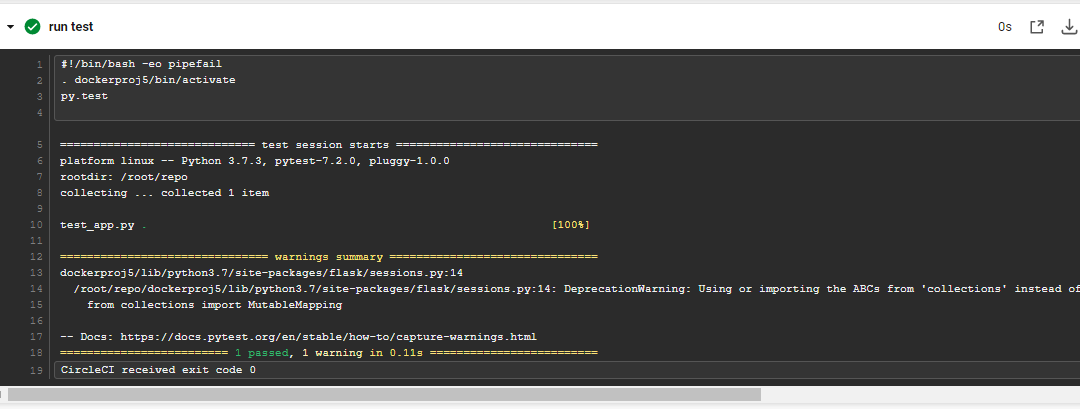 run test
0s
1 #!/bin/bash -eo pipefail
2 . dockerproj5/bin/activate
3 py.test
4
5 ============================= test session starts ==============================
6 platform linux -- Python 3.7.3, pytest-7.2.0, pluggy-1.0.0
7 rootdir: /root/repo
8 collecting ... collected 1 item
9
10 test_app.py . [100%]
11
12 =============================== warnings summary ===============================
13 dockerproj5/lib/python3.7/site-packages/flask/sessions.py:14
14 /root/repo/dockerproj5/lib/python3.7/site-packages/flask/sessions.py:14: DeprecationWarning: Using or importing the ABCs from 'collections' instead of
15 from collections import MutableMapping
16
17 -- Docs: https://docs.pytest.org/en/stable/how-to/capture-warnings.html
18 ========================= 1 passed, 1 warning in 0.11s =========================
19 CircleCI received exit code 0